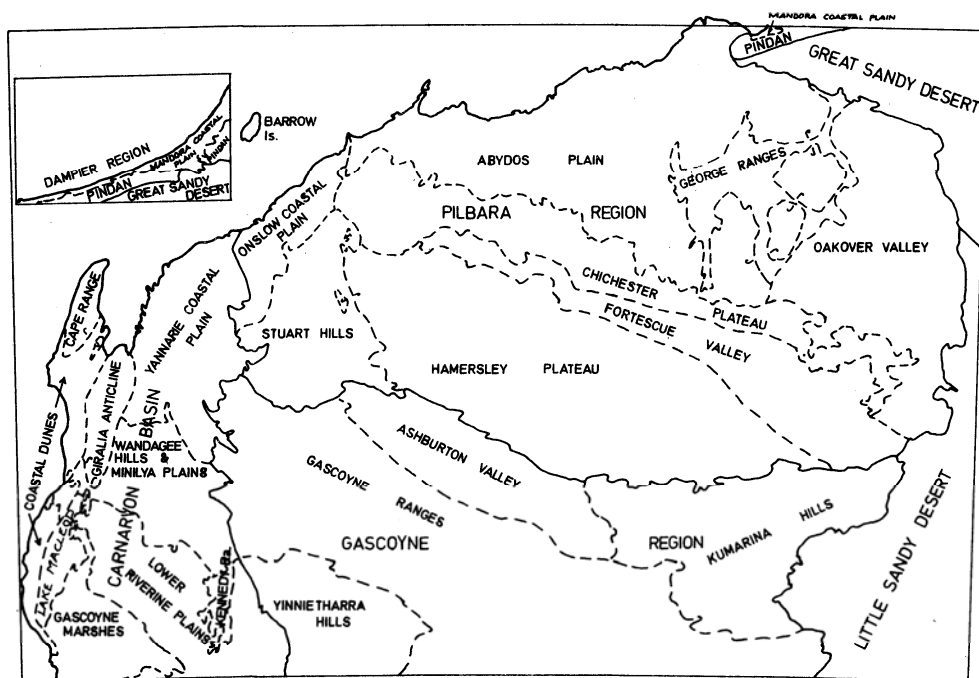 MANDORA COASTAL PLAIN
PINDAN
GREAT SANDY DESERT
DAMPIER REGION
MANDORA COASTAL
PLAIN
PINDAN
PINDAN
GREAT SANDY
DESERT
BARROW
Is.
ABYDOS PLAIN
GEORGE RANGES
ONSLOW COASTAL
PLAIN
PILBARA REGION
OAKOVER VALLEY
CHICHESTER
PLATEAU
FORTESCUE
VALLEY
CAPE RANGE
YANNARIE COASTAL
PLAIN
STUART HILLS
HAMERSLEY PLATEAU
COASTAL DUNES
GIRALIA ANTICLINE
CARNARVON BASIN
WANDAGEE
HILLS &
MINILYA PLAINS
ASHBURTON VALLEY
GASCOYNE
RANGES
GASCOYNE REGION
KUMARINA HILLS
LITTLE SANDY DESERT
LAKE MACLEOD
LOWER
RIVERINE PLAINS
KENNEDY Ra.
GASCOYNE
MARSHES
YINNIETHARRA
HILLS